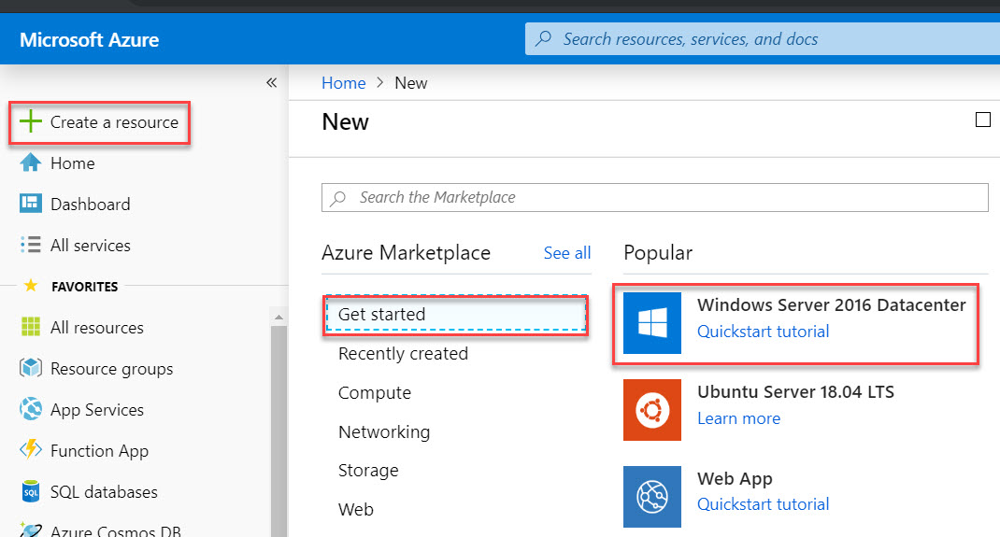 Microsoft Azure
Search resources, services, and docs
«
Create a resource
Home
Dashboard
All services
FAVORITES
All resources
Resource groups
App Services
Function App
SQL
SQL databases
Azure Cosmos DB
Home > New
New
Search the Marketplace
Azure Marketplace
See all
Get started
Recently created
Compute
Networking
Storage
Web
Popular
Windows Server 2016 Datacenter
Quickstart tutorial
Ubuntu Server 18.04 LTS
Learn more
Web App
Quickstart tutorial